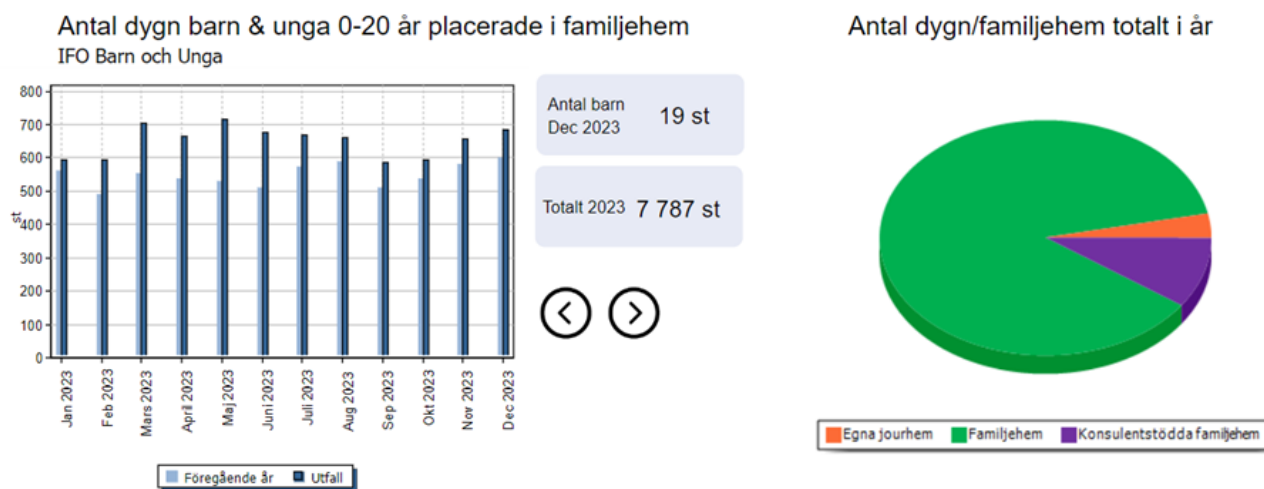 Antal dygn barn & unga 0-20 år placerade i familjehem
IFO Barn och Unga
800
700
600
500
400
300
200
100
0
st
Jan 2023
Feb 2023
Mars 2023
April 2023
Maj 2023
Juni 2023
Juli 2023
Aug 2023
Sep 2023
Okt 2023
Nov 2023
Dec 2023
Föregående år
Utfall
Antal barn
Dec 2023
19 st
Totalt 2023
7 787 st
Antal dygn/familjehem totalt i år
Egna jourhem
Familjehem
Konsulentstödda familjehem